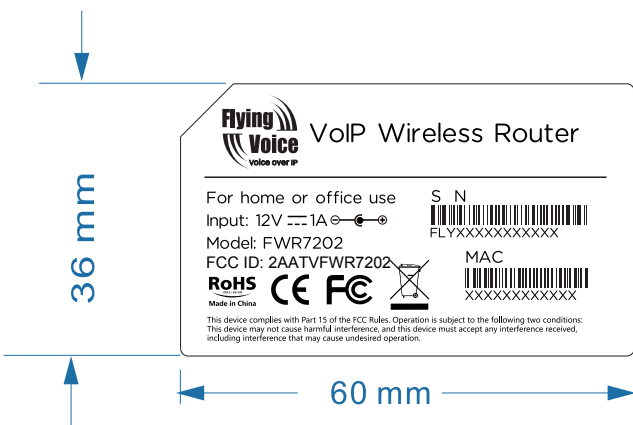 Flying
Voice
Voice over IP
VoIP Wireless Router
For home or office use
Input: 12V 1A
Model: FWR7202
FCC ID: 2AATVFWR7202
S N
FLYXXXXXXXXXXX
MAC
XXXXXXXXXXXX
RoHS
Made in China
CE FC
This device complies with Part 15 of the FCC Rules. Operation is subject to the following two conditions:
This device may not cause harmful interference, and this device must accept any interference received,
including interference that may cause undesired operation.
36 mm
60 mm